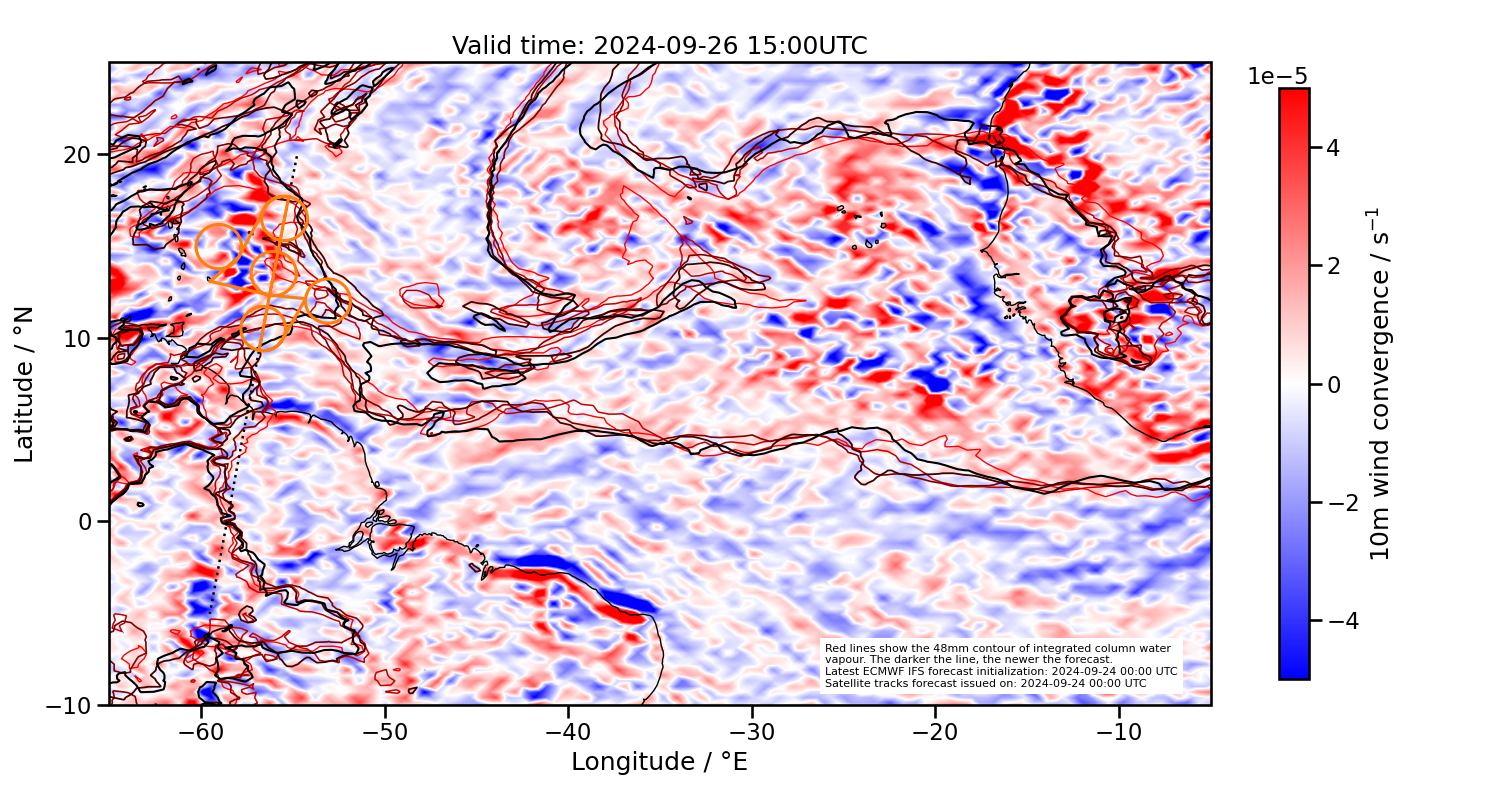 Valid time: 2024-09-26 15:00UTC
1e−5
20
10
0
−10
Latitude / °N
−60
−50
−40
−30
−20
−10
Longitude / °E
4
2
0
−2
−4
10m wind convergence / s⁻¹
Red lines show the 48mm contour of integrated column water
vapour. The darker the line, the newer the forecast.
Latest ECMWF IFS forecast initialization: 2024-09-24 00:00 UTC
Satellite tracks forecast issued on: 2024-09-24 00:00 UTC